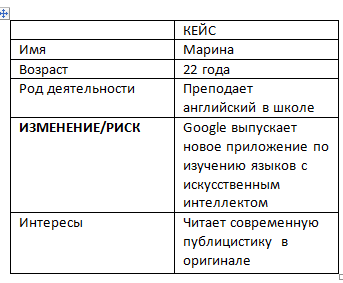 КЕЙС
Имя Марина
Возраст 22 года
Род деятельности Преподает
английский в школе
ИЗМЕНЕНИЕ/РИСК Google выпускает
новое приложение по
изучению языков с
искусственным
интеллектом
Интересы Читает современную
публицистику в
оригинале